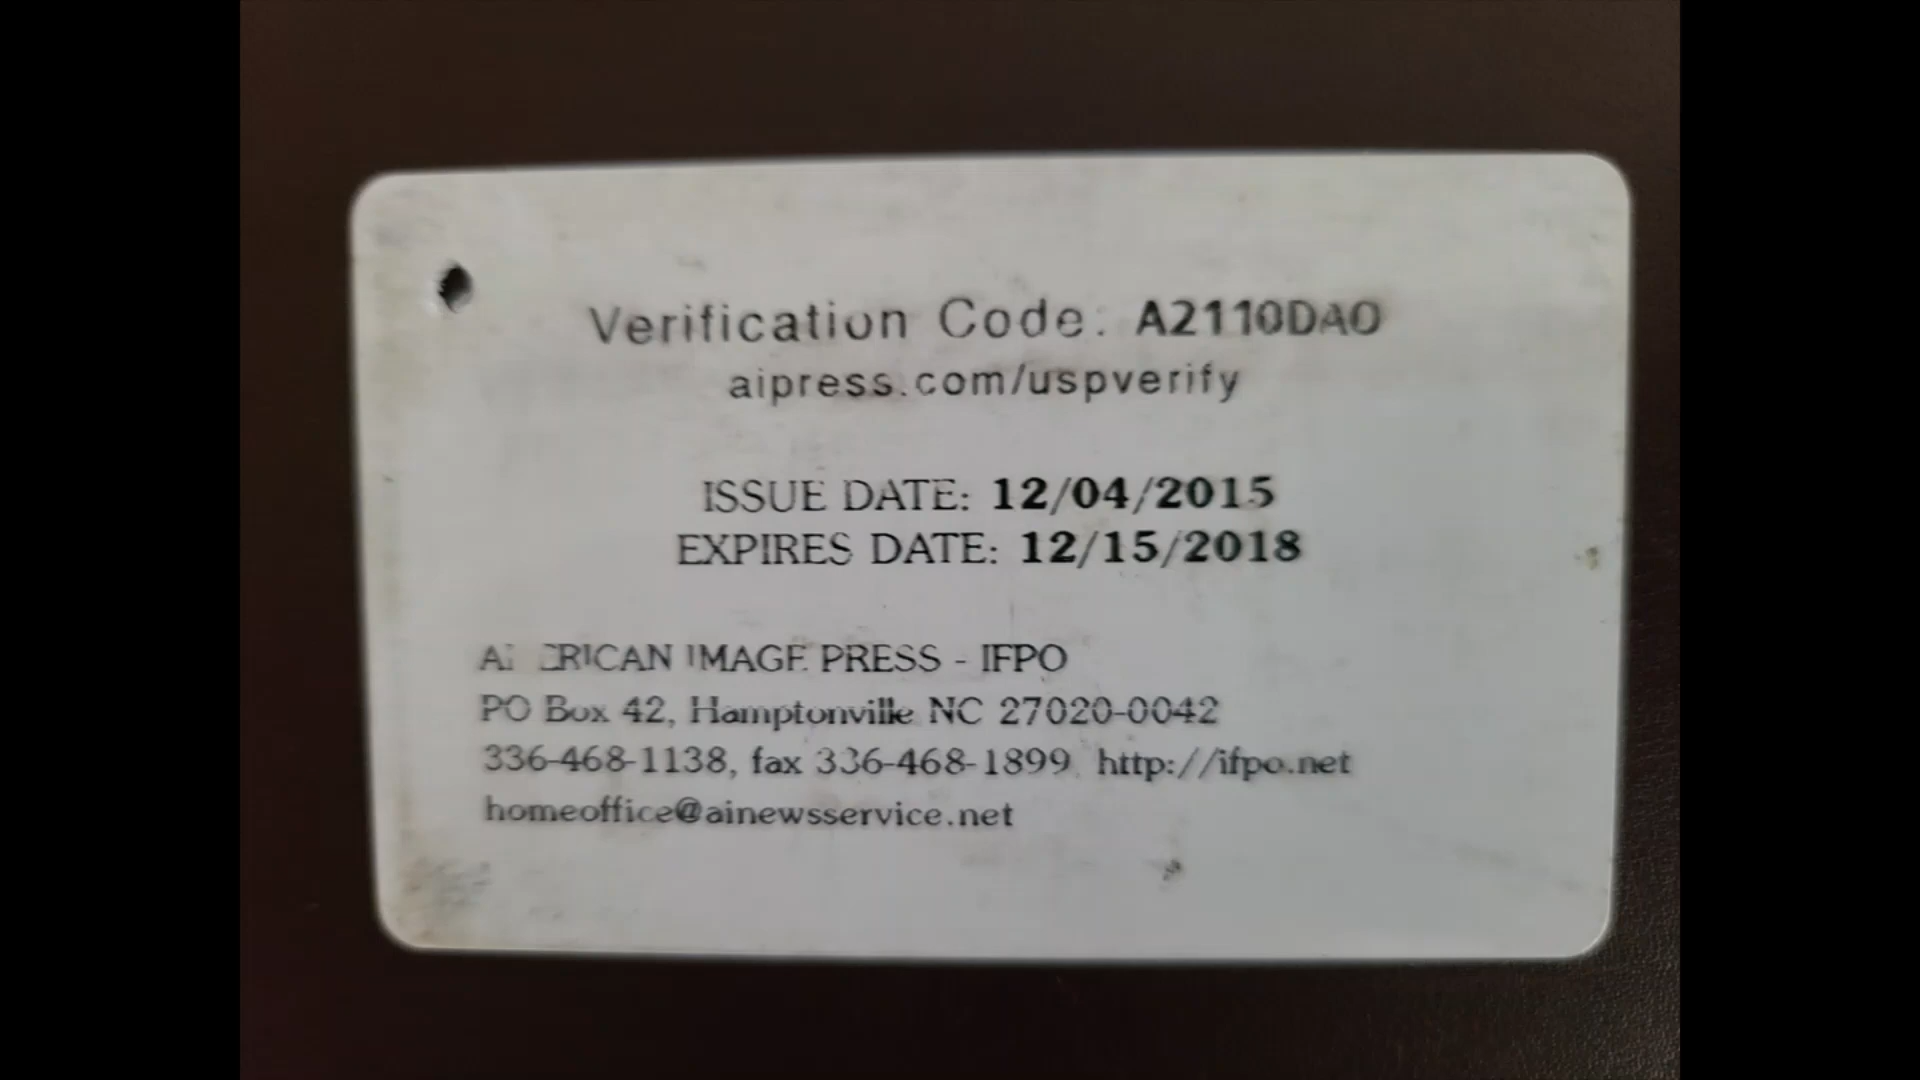 Verification Code: A2110DAO
aipress.com/uspverify
ISSUE DATE: 12/04/2015
EXPIRES DATE: 12/15/2018
IMAGE PRESS - IFPO
PO Box 42, Hamptonville NC 27020-0042
336-468-1138, fax 336-468-1899 http://ifpo.net
homeoffice@ainewsservice.net